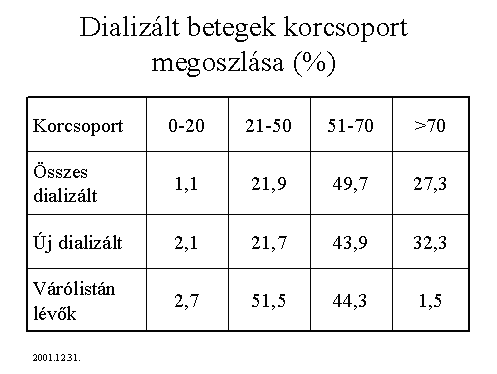 Dializált betegek korcsoport
megoszlása (%)
Korcsoport 0-20 21-50 51-70 >70
Összes
dializált 1,1 21,9 49,7 27,3
Új dializált 2,1 21,7 43,9 32,3
Várólistán
lévők 2,7 51,5 44,3 1,5
2001.12.31.